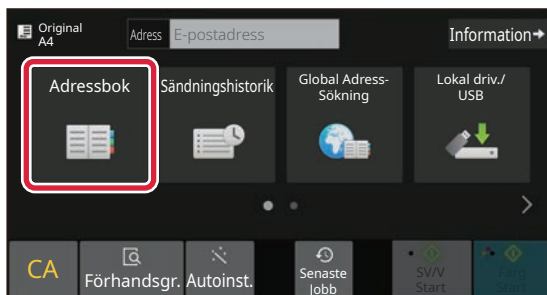 Original
A4
Adress E-postadress
Information
Adressbok
Sändningshistorik
Global Adress-
Sökning
Lokal driv./
USB
CA
Förhandsgr.
Autoinst.
Senaste
Jobb
SV/V
Start
Färg
Start